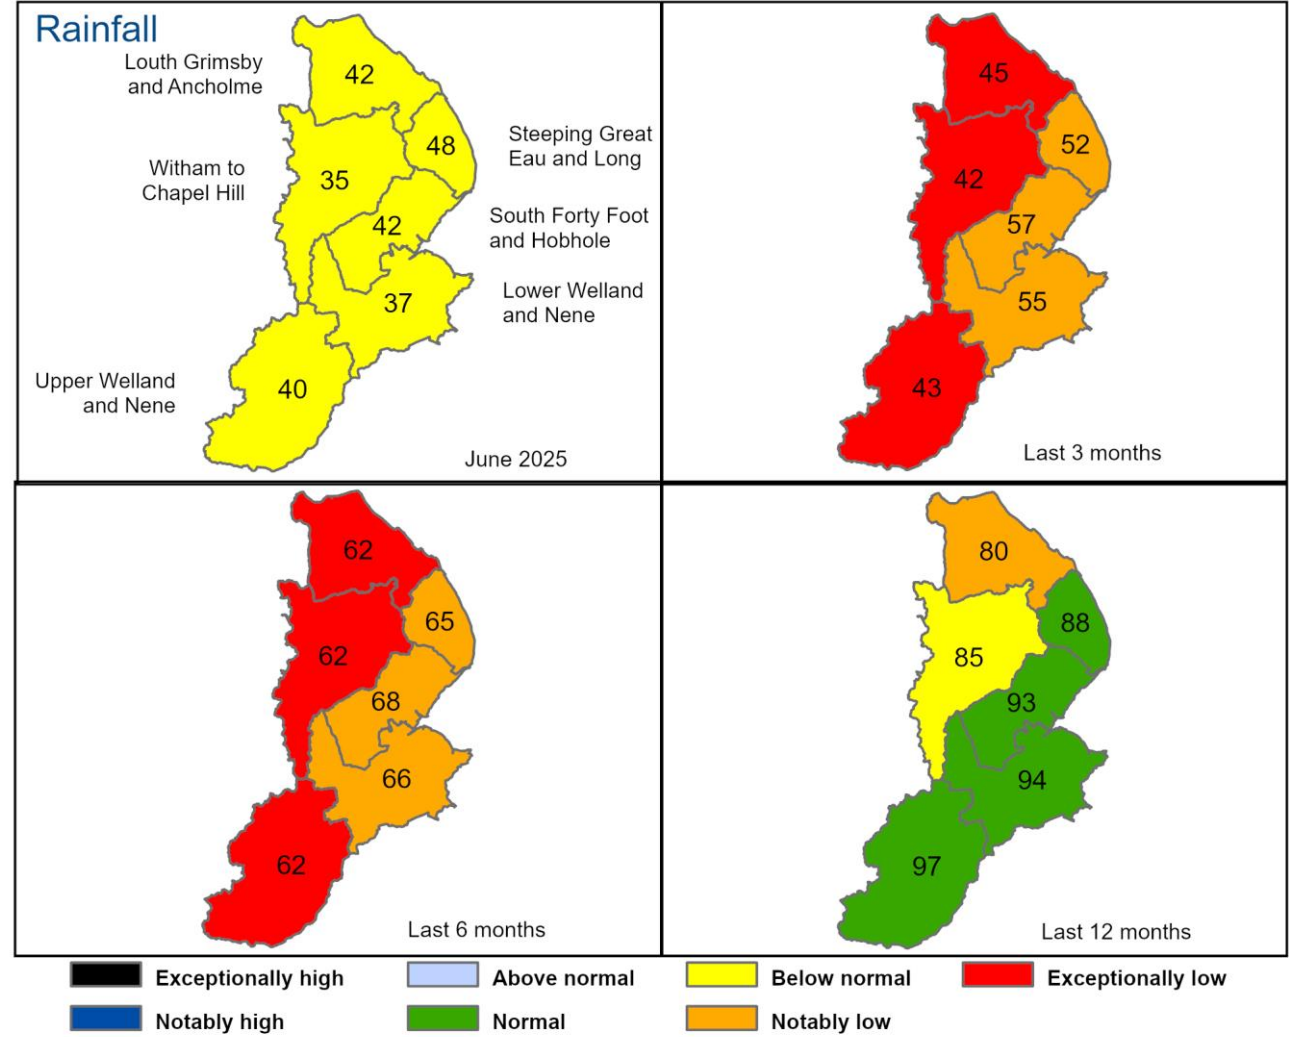 Rainfall
Louth Grimsby
and Ancholme
42
Steeping Great
Eau and Long
48
Witham to
Chapel Hill
35
South Forty Foot
and Hobhole
42
Lower Welland
and Nene
37
Upper Welland
and Nene
40
June 2025
45
52
42
57
55
43
Last 3 months
62
65
62
68
66
62
Last 6 months
80
88
85
93
94
97
Last 12 months
Exceptionally high
Above normal
Below normal
Exceptionally low
Notably high
Normal
Notably low